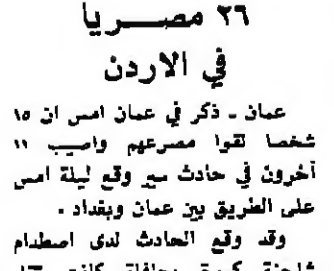 ٢٦ مصريا
في الاردن
عمان ـ ذكر في عمان امس ان ١٥
شخصا لقوا مصرعهم واصيب ١١
آخرون في حادث سير وقع ليلة امس
على الطريق بين عمان وبغداد .
وقد وقع الحادث لدى اصطدام